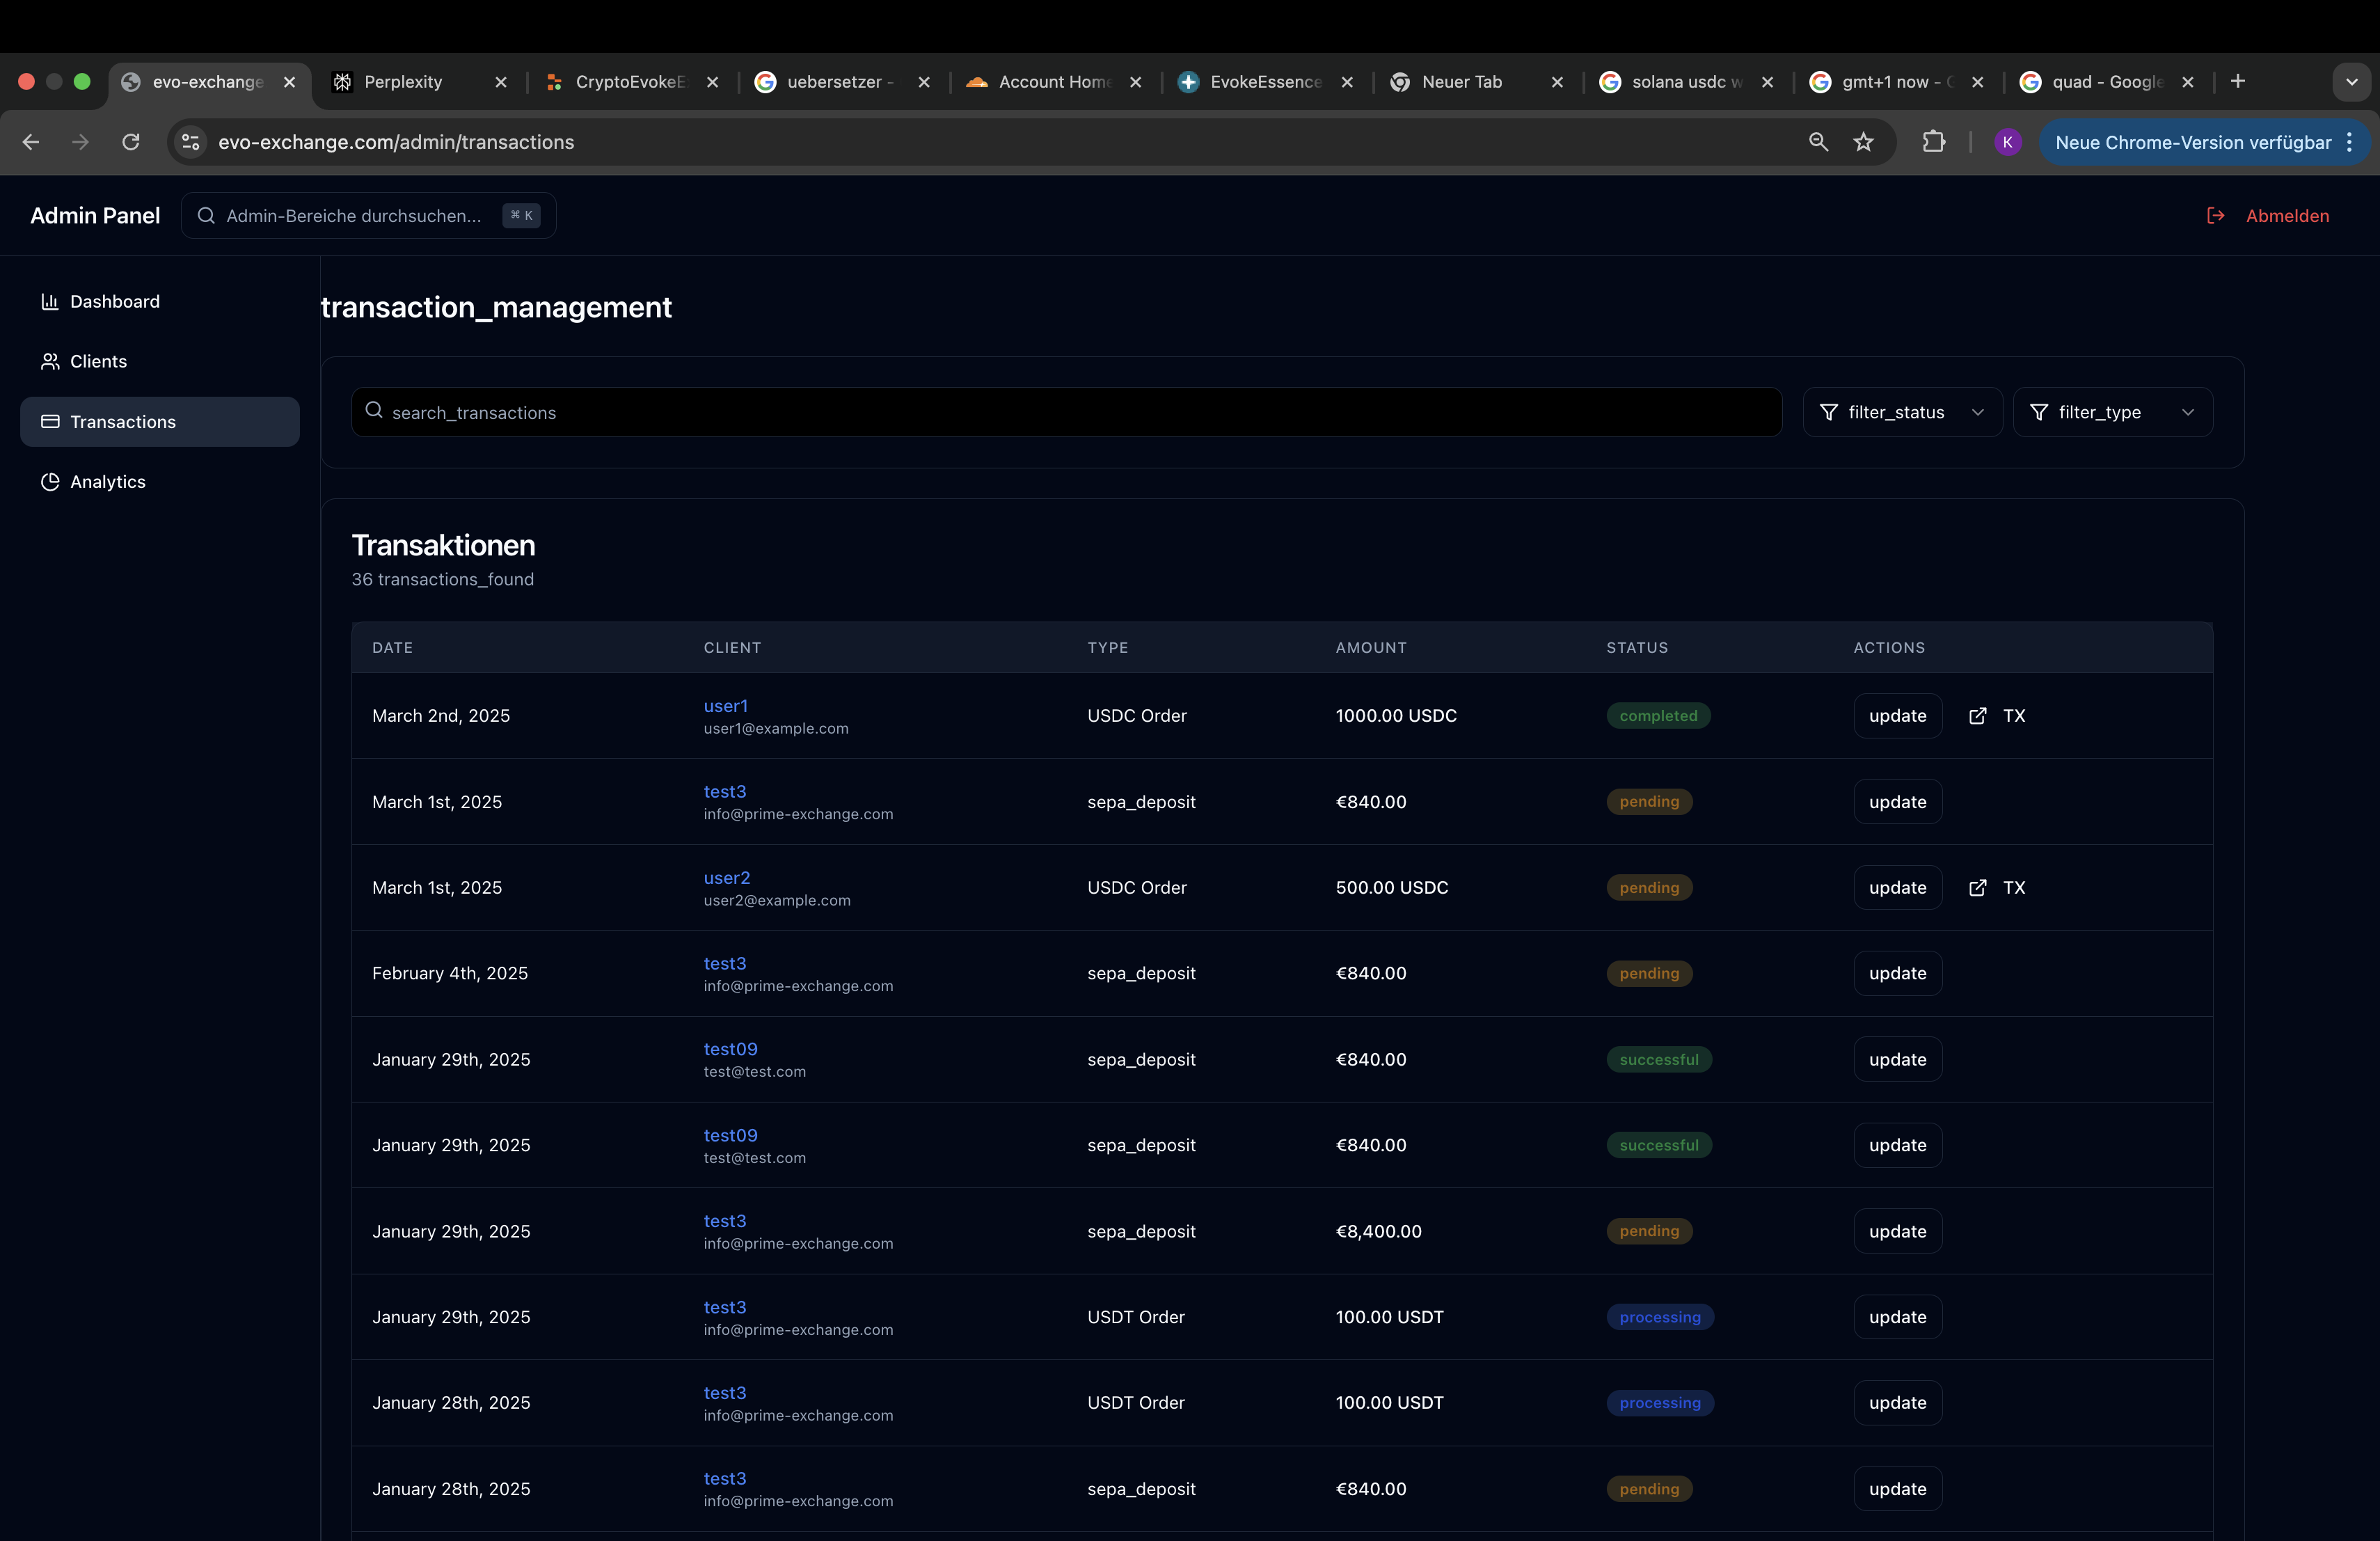 evo-exchange
Perplexity
CryptoEvokeE
uebersetzer -
Account Home
EvokeEssence
Neuer Tab
solana usdc w
gmt+1 now - G
quad - Google
evo-exchange.com/admin/transactions
K
Neue Chrome-Version verfügbar
Admin Panel
Admin-Bereiche durchsuchen...
⌘ K
Abmelden
Dashboard
Clients
Transactions
Analytics
transaction_management
search_transactions
filter_status
filter_type
Transaktionen
36 transactions_found
DATE CLIENT TYPE AMOUNT STATUS ACTIONS
March 2nd, 2025 user1 USDC Order 1000.00 USDC completed update TX
user1@example.com
March 1st, 2025 test3 sepa_deposit €840.00 pending update
info@prime-exchange.com
March 1st, 2025 user2 USDC Order 500.00 USDC pending update TX
user2@example.com
February 4th, 2025 test3 sepa_deposit €840.00 pending update
info@prime-exchange.com
January 29th, 2025 test09 sepa_deposit €840.00 successful update
test@test.com
January 29th, 2025 test09 sepa_deposit €840.00 successful update
test@test.com
January 29th, 2025 test3 sepa_deposit €8,400.00 pending update
info@prime-exchange.com
January 29th, 2025 test3 USDT Order 100.00 USDT processing update
info@prime-exchange.com
January 28th, 2025 test3 USDT Order 100.00 USDT processing update
info@prime-exchange.com
January 28th, 2025 test3 sepa_deposit €840.00 pending update
info@prime-exchange.com